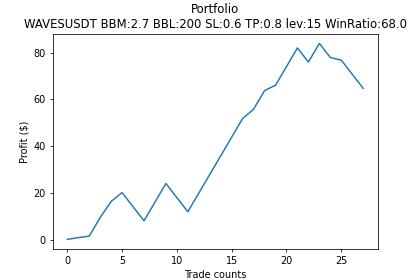 Portfolio
WAVESUSDT BBM:2.7 BBL:200 SL:0.6 TP:0.8 lev:15 WinRatio:68.0
80
60
40
20
0
Profit ($)
0 5 10 15 20 25
Trade counts